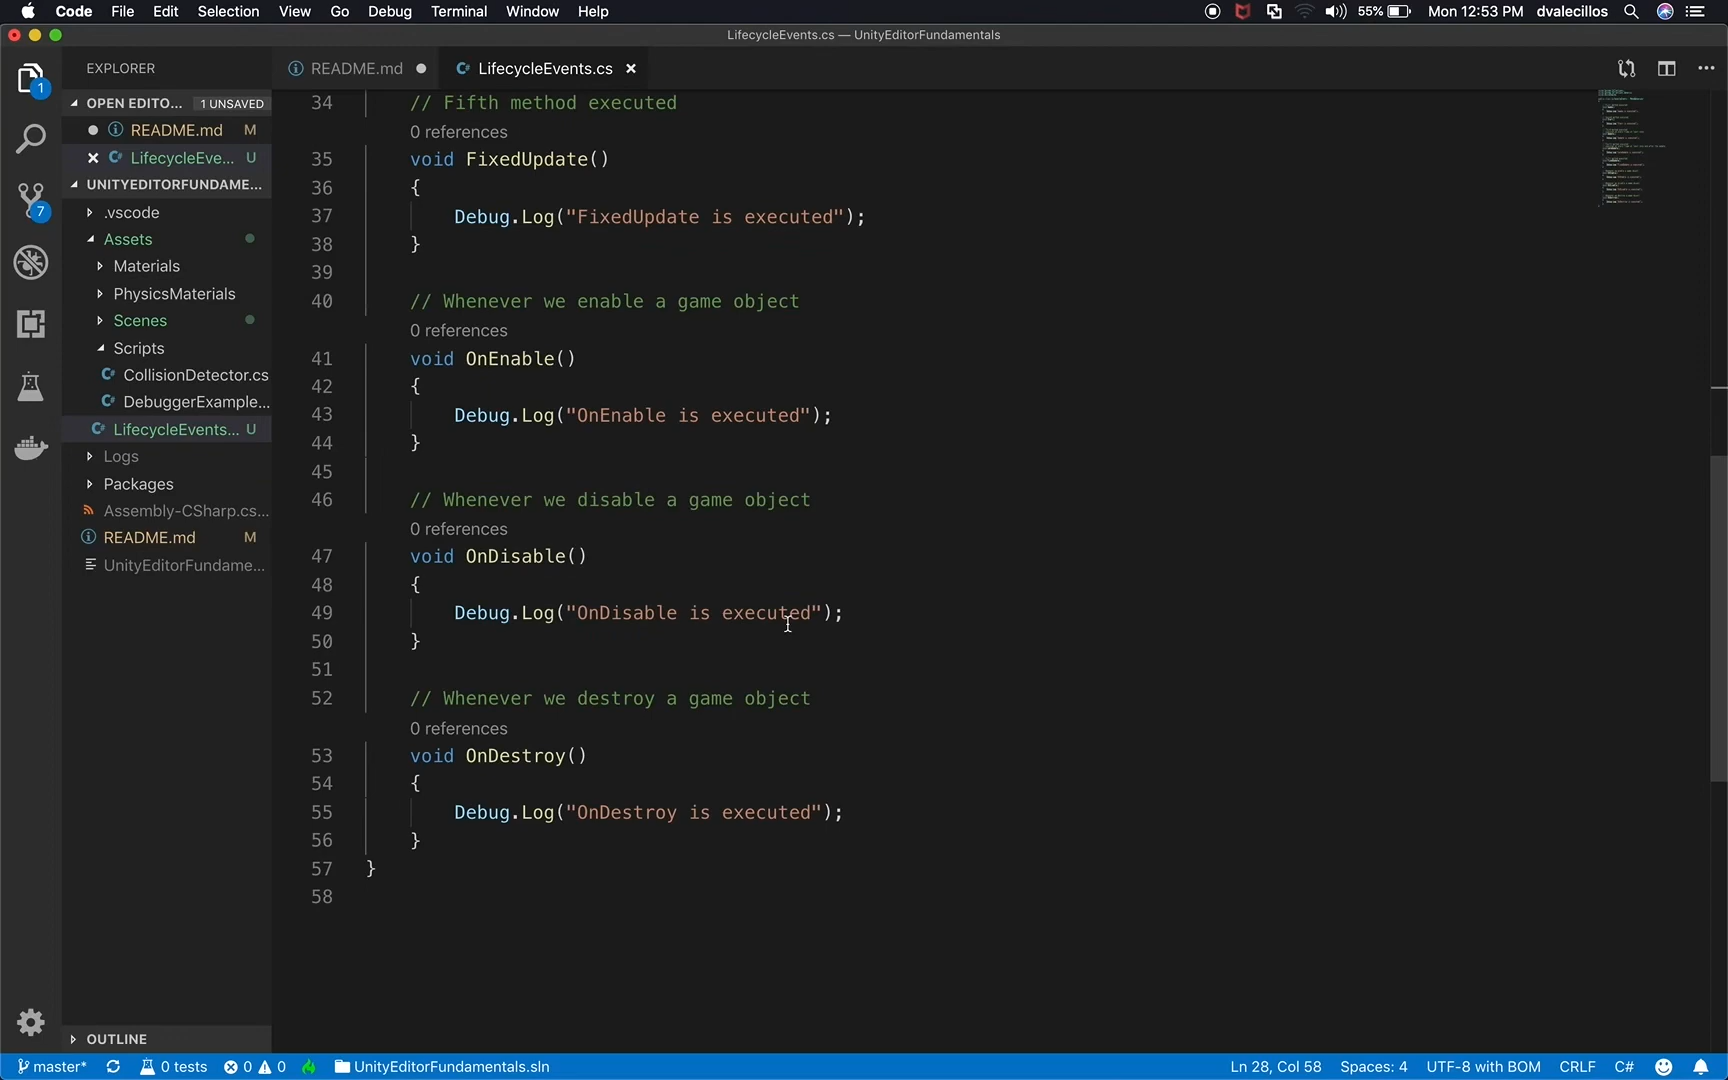 Code File Edit Selection View Go Debug Terminal Window Help 55% Mon 12:53 PM dvalecillos
LifecycleEvents.cs — UnityEditorFundamentals
EXPLORER
OPEN EDITO... 1 UNSAVED
README.md M
LifecycleEve... U
UNITYEDITORFUNDAME...
.vscode
Assets
Materials
PhysicsMaterials
Scenes
Scripts
CollisionDetector.cs
DebuggerExample...
LifecycleEvents... U
Logs
Packages
Assembly-CSharp.cs...
README.md M
UnityEditorFundame...
OUTLINE
1
7
README.md LifecycleEvents.cs
34 // Fifth method executed
0 references
35 void FixedUpdate()
36 {
37 Debug.Log("FixedUpdate is executed");
38 }
39
40 // Whenever we enable a game object
0 references
41 void OnEnable()
42 {
43 Debug.Log("OnEnable is executed");
44 }
45
46 // Whenever we disable a game object
0 references
47 void OnDisable()
48 {
49 Debug.Log("OnDisable is executed");
50 }
51
52 // Whenever we destroy a game object
0 references
53 void OnDestroy()
54 {
55 Debug.Log("OnDestroy is executed");
56 }
57 }
58
master* 0 tests 0 0 UnityEditorFundamentals.sln Ln 28, Col 58 Spaces: 4 UTF-8 with BOM CRLF C#